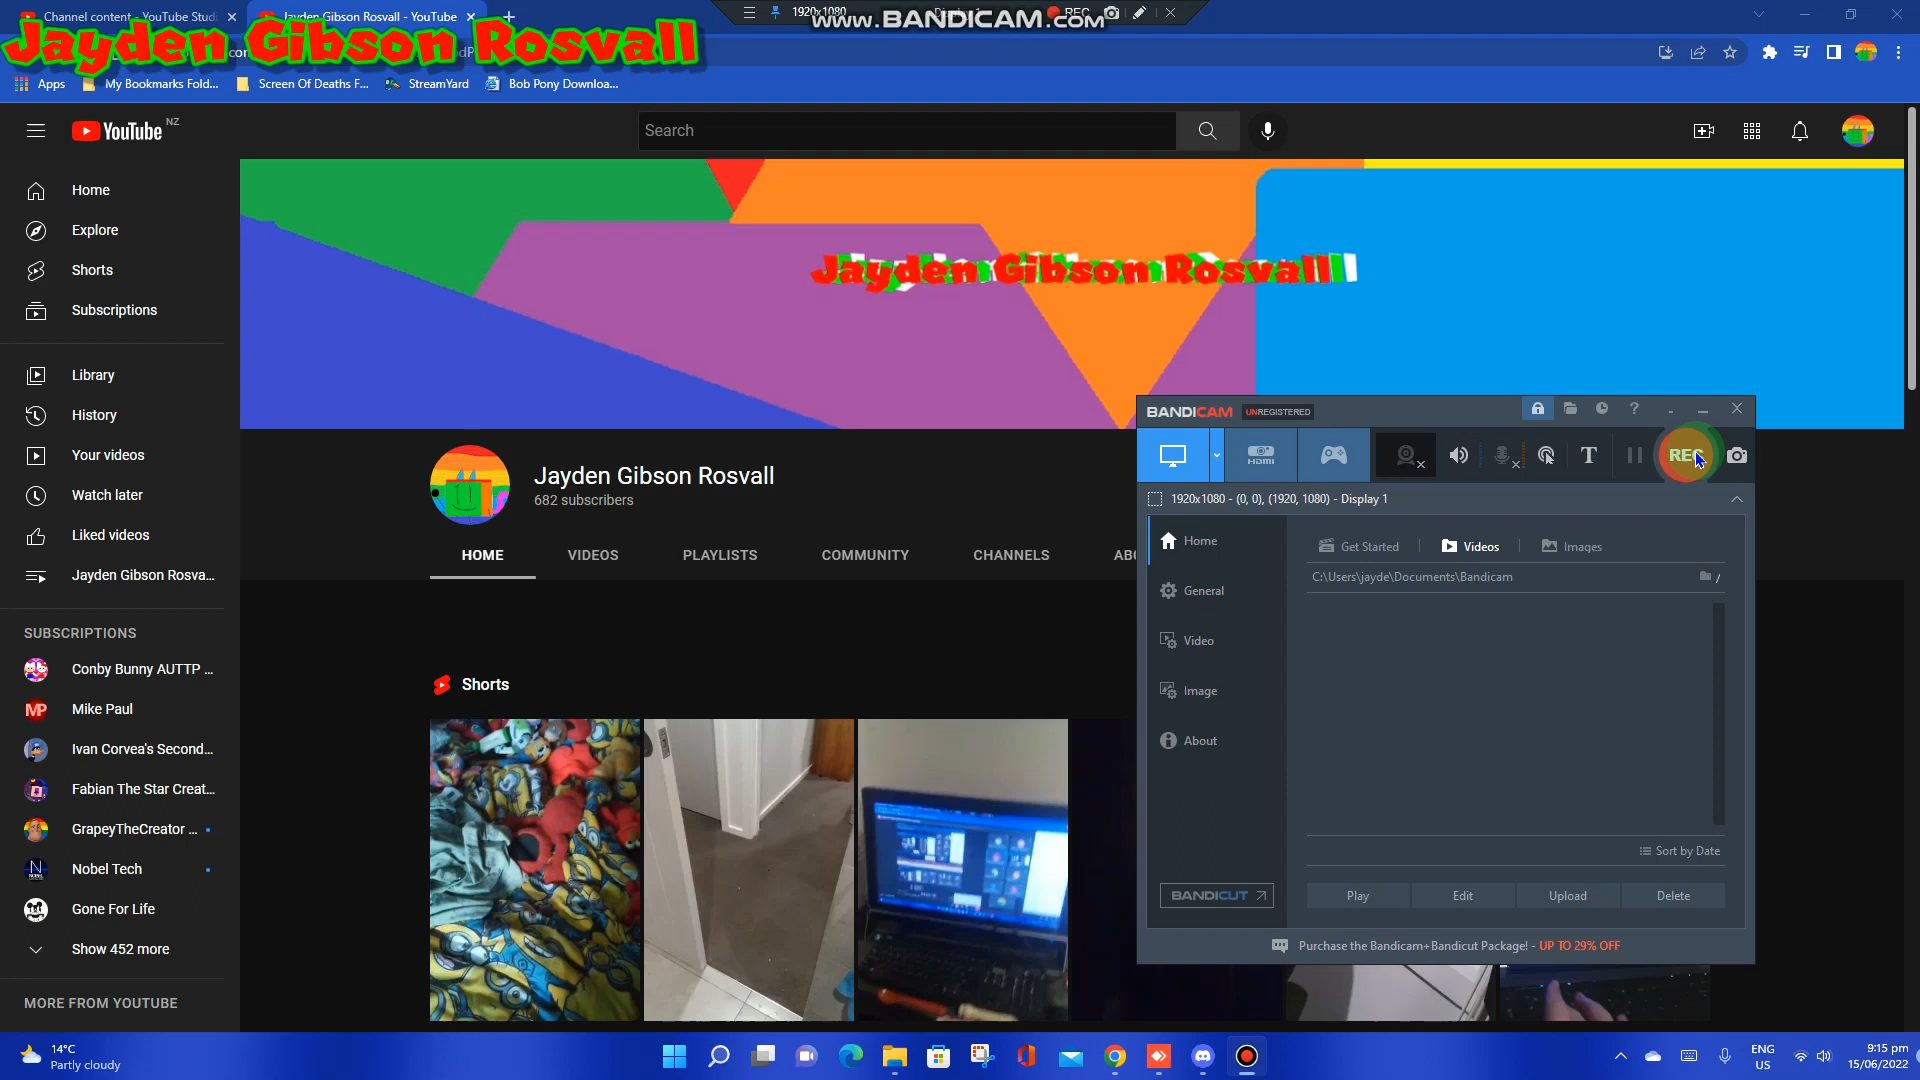 Channel content - YouTube Studi
Jayden Gibson Rosvall - YouTube
1920x1080
REC
www.BANDICAM.com
Jayden Gibson Rosvall
Apps
My Bookmarks Fold...
Screen Of Deaths F...
StreamYard
Bob Pony Downloa...
YouTube NZ
Search
Home
Explore
Shorts
Subscriptions
Library
History
Your videos
Watch later
Liked videos
Jayden Gibson Rosva...
SUBSCRIPTIONS
Conby Bunny AUTTP ...
MP
Mike Paul
Ivan Corvea's Second...
Fabian The Star Creat...
GrapeyTheCreator ...
Nobel Tech
Gone For Life
Show 452 more
MORE FROM YOUTUBE
Jayden Gibson Rosvall
Jayden Gibson Rosvall
682 subscribers
HOME
VIDEOS
PLAYLISTS
COMMUNITY
CHANNELS
Shorts
BANDICAM
UNREGISTERED
HDMI
T
REC
1920x1080 - (0, 0), (1920, 1080) - Display 1
Home
General
Video
Image
About
BANDICUT
Get Started
Videos
Images
C:\Users\jayde\Documents\Bandicam
Sort by Date
Play
Edit
Upload
Delete
Purchase the Bandicam+Bandicut Package! - UP TO 29% OFF
14°C
Partly cloudy
ENG
US
9:15 pm
15/06/2022